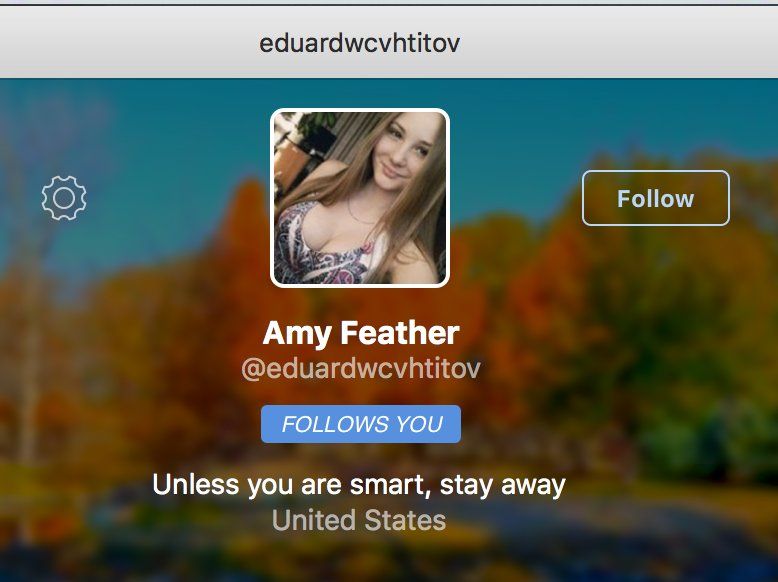 eduardwcvhtitov
Follow
Amy Feather
@eduardwcvhtitov
FOLLOWS YOU
Unless you are smart, stay away
United States